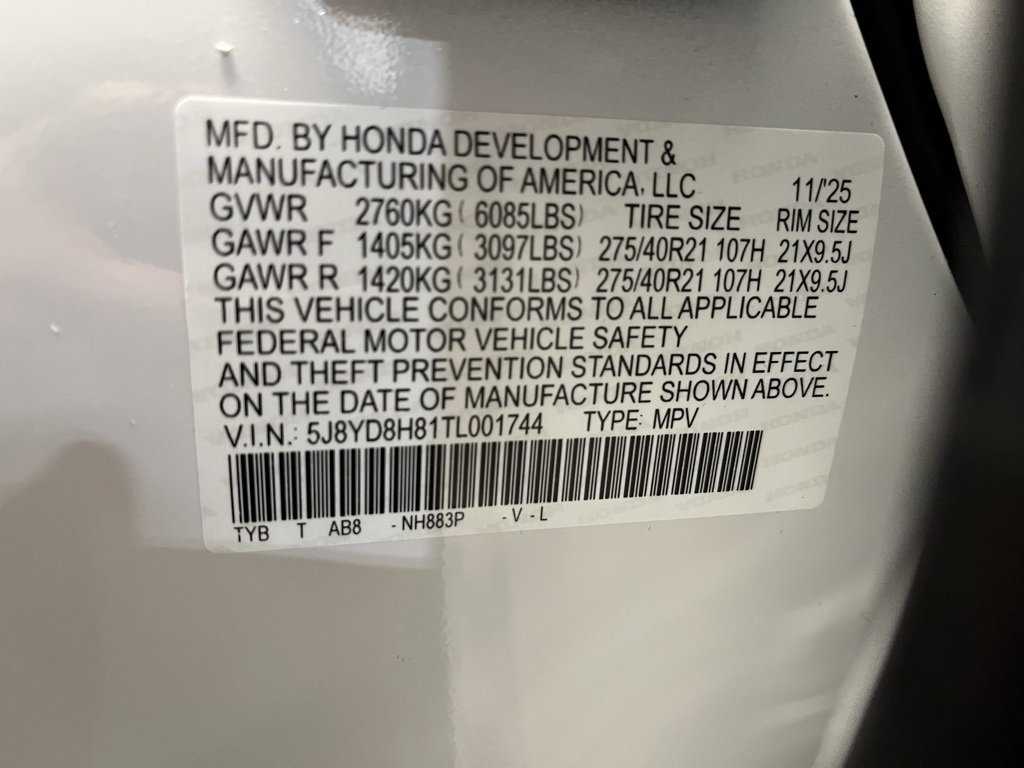 MFD. BY HONDA DEVELOPMENT &
MANUFACTURING OF AMERICA, LLC 11/'25
GVWR 2760KG ( 6085LBS) TIRE SIZE RIM SIZE
GAWR F 1405KG ( 3097LBS) 275/40R21 107H 21X9.5J
GAWR R 1420KG ( 3131LBS) 275/40R21 107H 21X9.5J
THIS VEHICLE CONFORMS TO ALL APPLICABLE
FEDERAL MOTOR VEHICLE SAFETY
AND THEFT PREVENTION STANDARDS IN EFFECT
ON THE DATE OF MANUFACTURE SHOWN ABOVE.
V.I.N.: 5J8YD8H81TL001744 TYPE: MPV
TYB T AB8 - NH883P - V - L